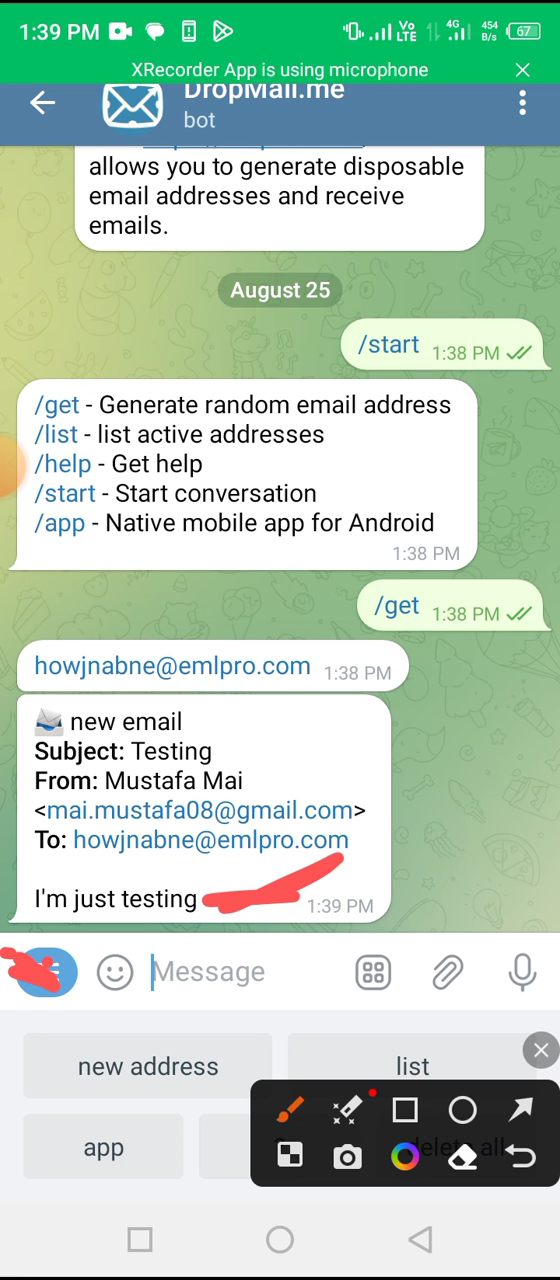 1:39 PM
Vo LTE 4G 454 B/s 67
XRecorder App is using microphone
DropMail.me
bot
allows you to generate disposable
email addresses and receive
emails.
August 25
/start 1:38 PM
/get - Generate random email address
/list - list active addresses
/help - Get help
/start - Start conversation
/app - Native mobile app for Android
1:38 PM
/get 1:38 PM
howjnabne@emlpro.com 1:38 PM
new email
Subject: Testing
From: Mustafa Mai
<mai.mustafa08@gmail.com>
To: howjnabne@emlpro.com
I'm just testing 1:39 PM
Message
new address list
app delete all